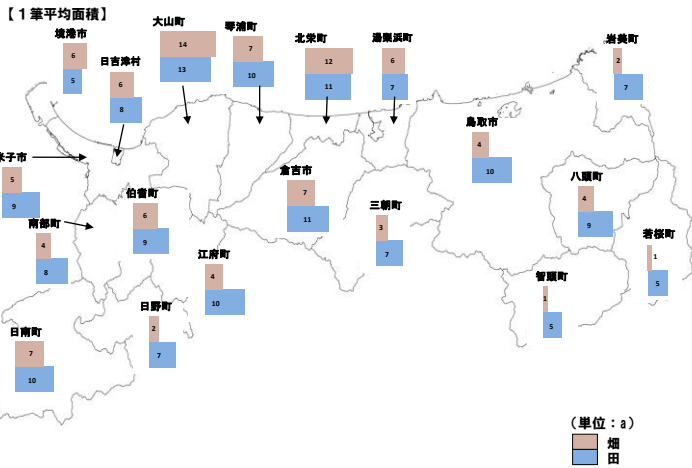 【１筆平均面積】
境港市
6
5
日吉津村
6
8
大山町
14
13
琴浦町
7
10
北栄町
12
11
湯梨浜町
6
7
岩美町
2
7
鳥取市
4
10
米子市
5
9
伯耆町
6
9
倉吉市
7
11
三朝町
3
7
八頭町
4
9
南部町
4
8
江府町
4
10
若桜町
1
5
智頭町
1
5
日野町
2
7
日南町
7
10
（単位：a）
畑
田